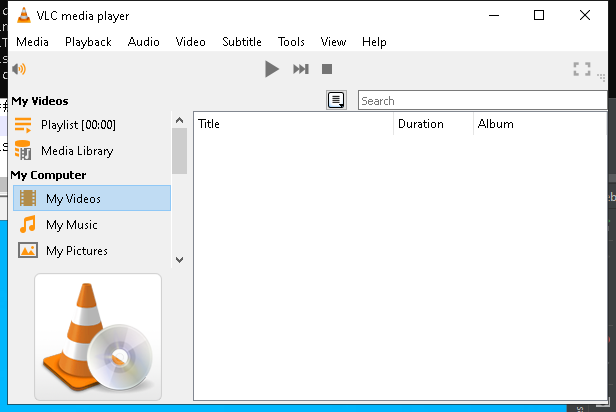 VLC media player
Media Playback Audio Video Subtitle Tools View Help
My Videos
Search
Playlist [00:00]
Media Library
My Computer
My Videos
My Music
My Pictures
Title Duration Album